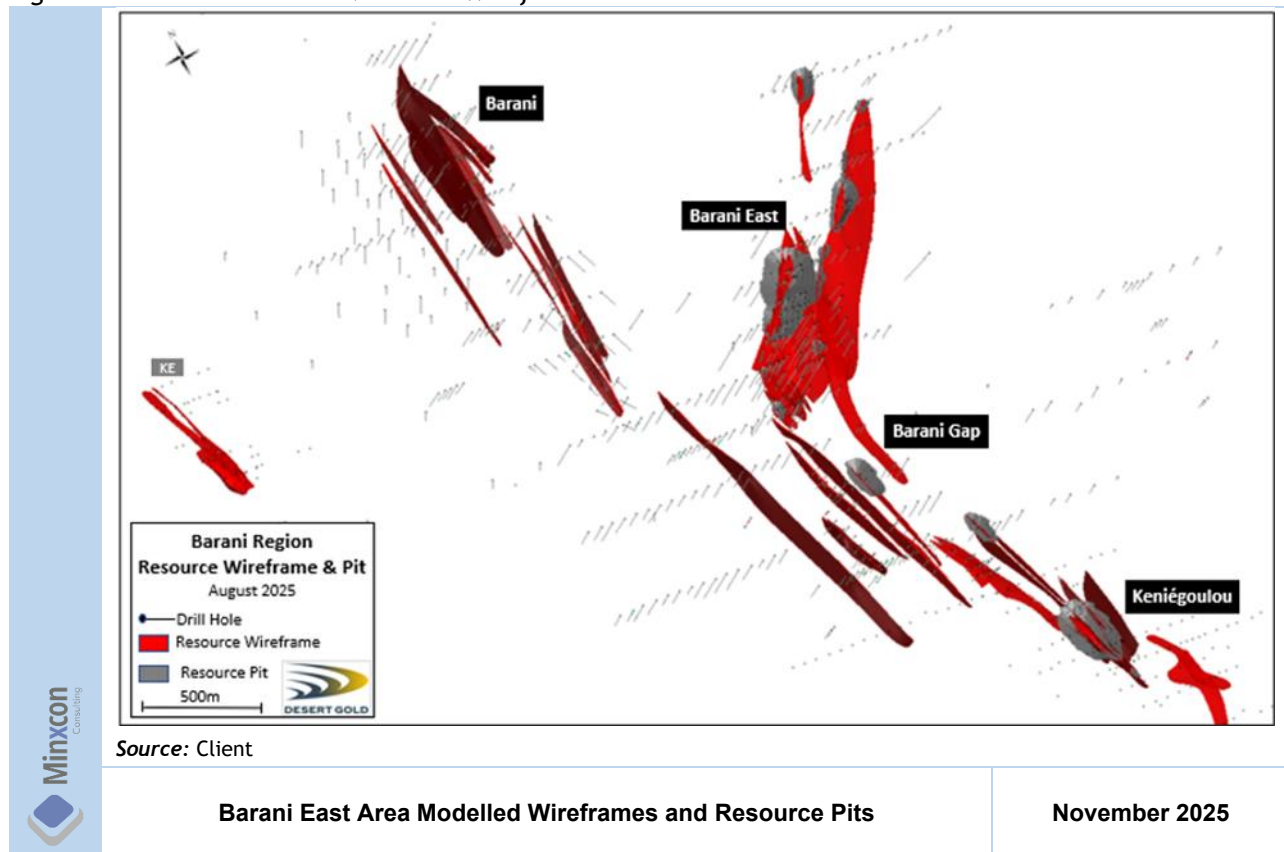 N
Barani
Barani East
KE
Barani Gap
Keniégoulou
Barani Region
Resource Wireframe & Pit
August 2025
Drill Hole
Resource Wireframe
Resource Pit
500m
DESERT GOLD
Minxcon
Consulting
Source: Client
Barani East Area Modelled Wireframes and Resource Pits
November 2025